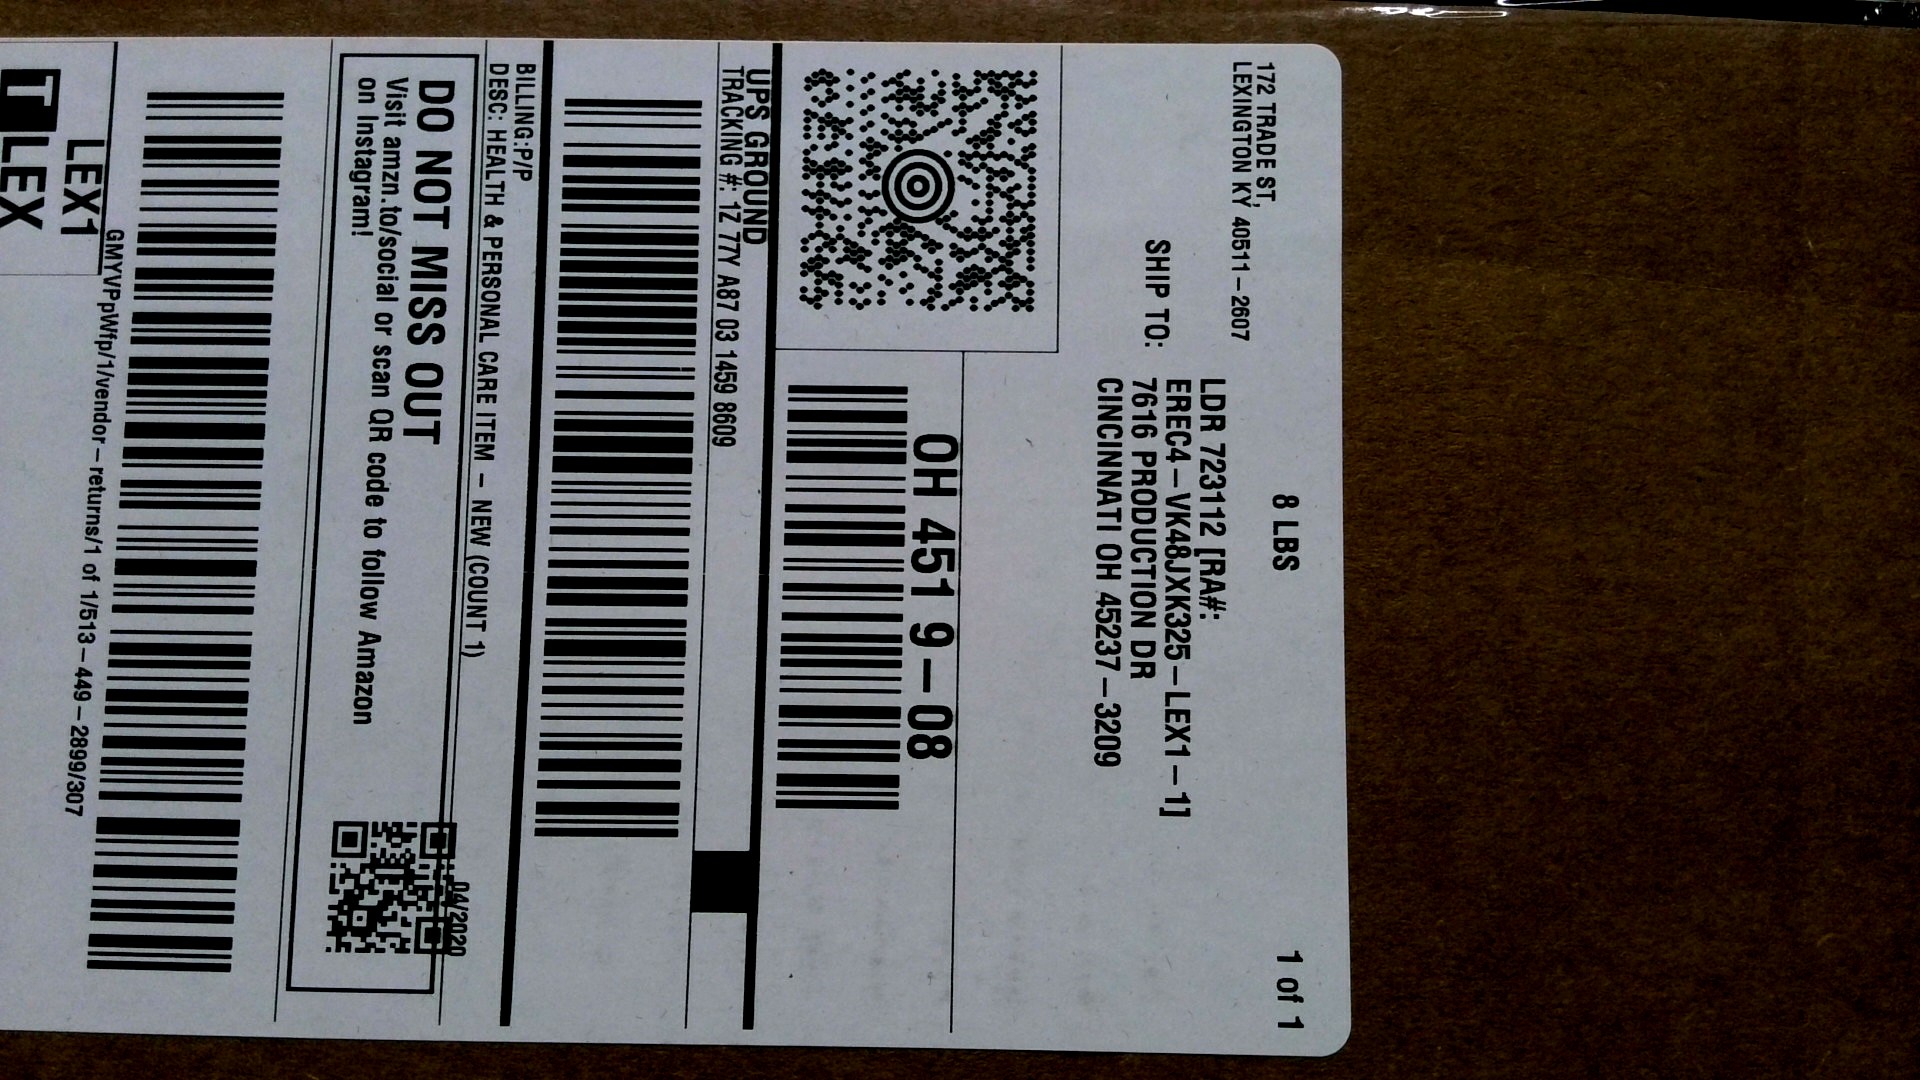 172 TRADE ST,
LEXINGTON KY 40511-2607
8 LBS
1 of 1
SHIP TO:
LDR 723112 [RA#:
EREC4-VK48JXK325-LEX1-1]
7616 PRODUCTION DR
CINCINNATI OH 45237-3209
OH 451 9-08
UPS GROUND
TRACKING #: 1Z 77Y A87 03 1459 8609
BILLING:P/P
DESC: HEALTH & PERSONAL CARE ITEM - NEW (COUNT 1)
04/2020
DO NOT MISS OUT
Visit amzn.to/social or scan QR code to follow Amazon
on Instagram!
GMYVPpWfp/1/vendor-returns/1 of 1/513-449-2899/307
LEX1
T LEX